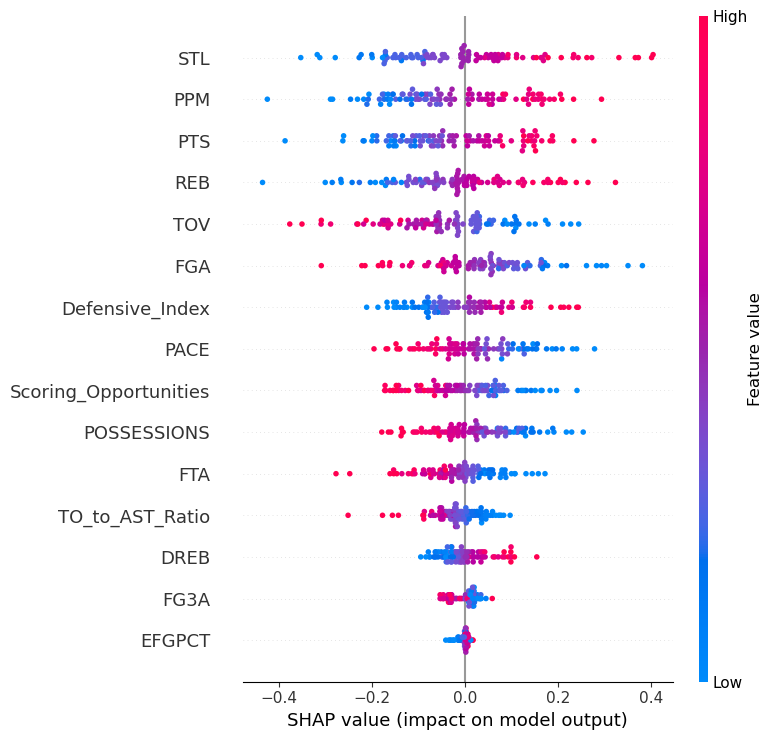 High
STL
PPM
PTS
REB
TOV
FGA
Defensive_Index
PACE
Scoring_Opportunities
POSSESSIONS
FTA
TO_to_AST_Ratio
DREB
FG3A
EFGPCT
Feature value
Low
−0.4 −0.2 0.0 0.2 0.4
SHAP value (impact on model output)